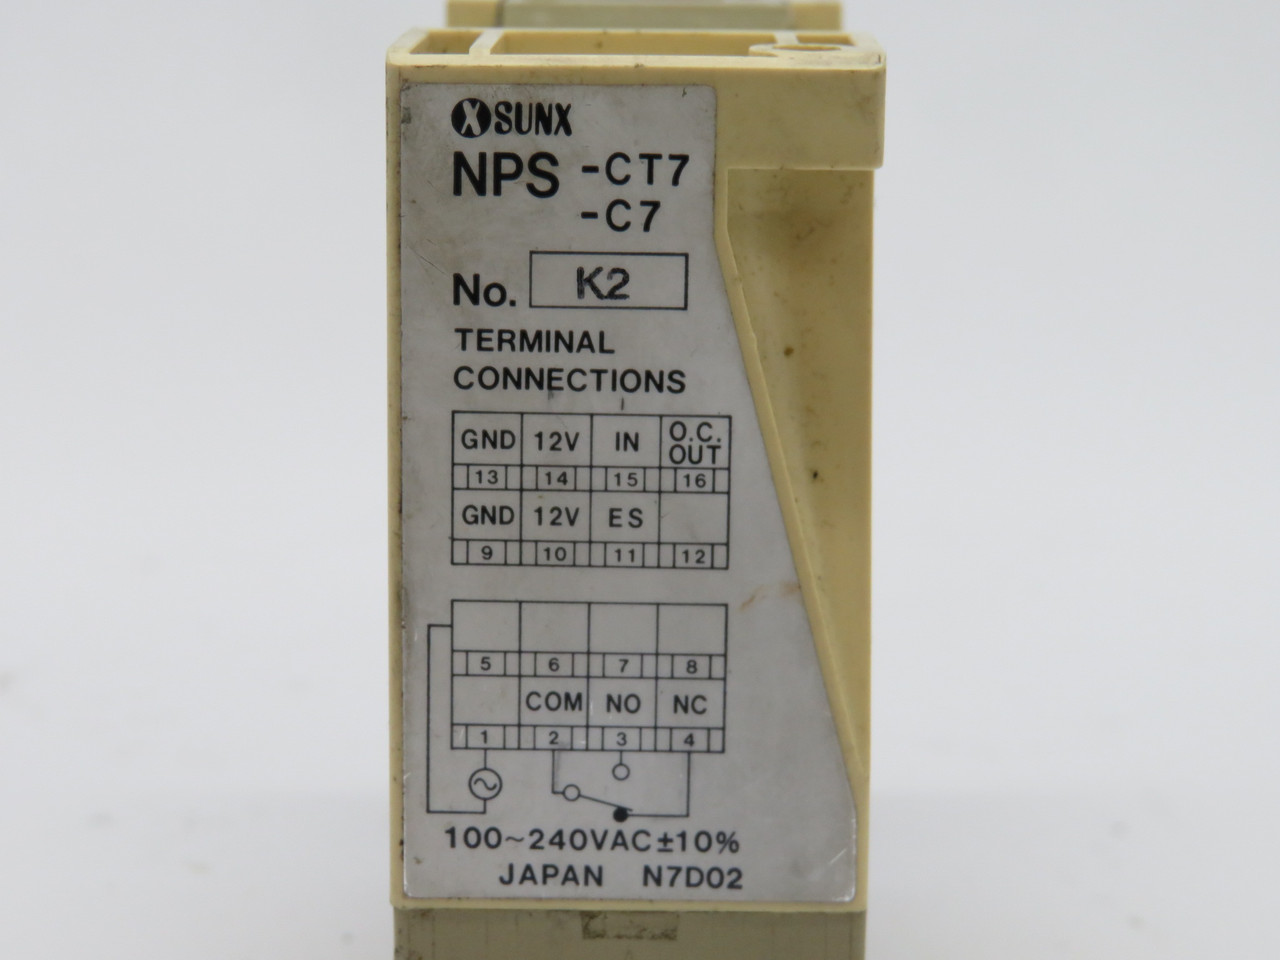 SUNX
NPS -CT7
-C7
No. K2
TERMINAL
CONNECTIONS
GND 12V IN O.C. OUT
13 14 15 16
GND 12V ES
9 10 11 12
5 6 7 8
COM NO NC
1 2 3 4
100~240VAC±10%
JAPAN N7D02